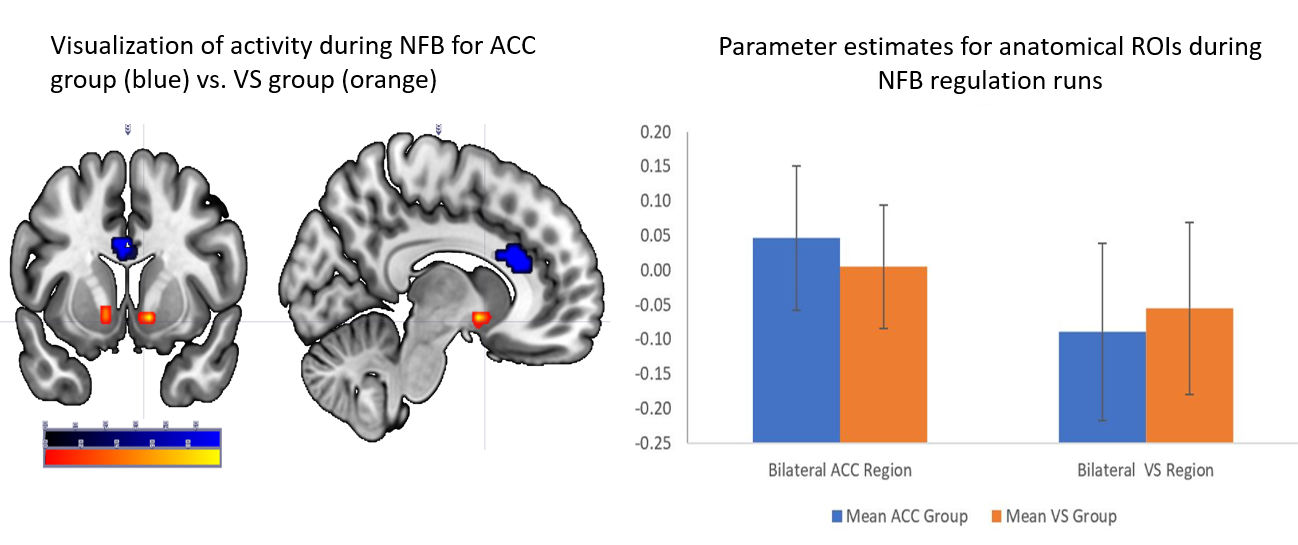 Visualization of activity during NFB for ACC
group (blue) vs. VS group (orange)
Parameter estimates for anatomical ROIs during
NFB regulation runs
0.20
0.15
0.10
0.05
0.00
-0.05
-0.10
-0.15
-0.20
-0.25
Bilateral ACC Region
Bilateral VS Region
Mean ACC Group
Mean VS Group